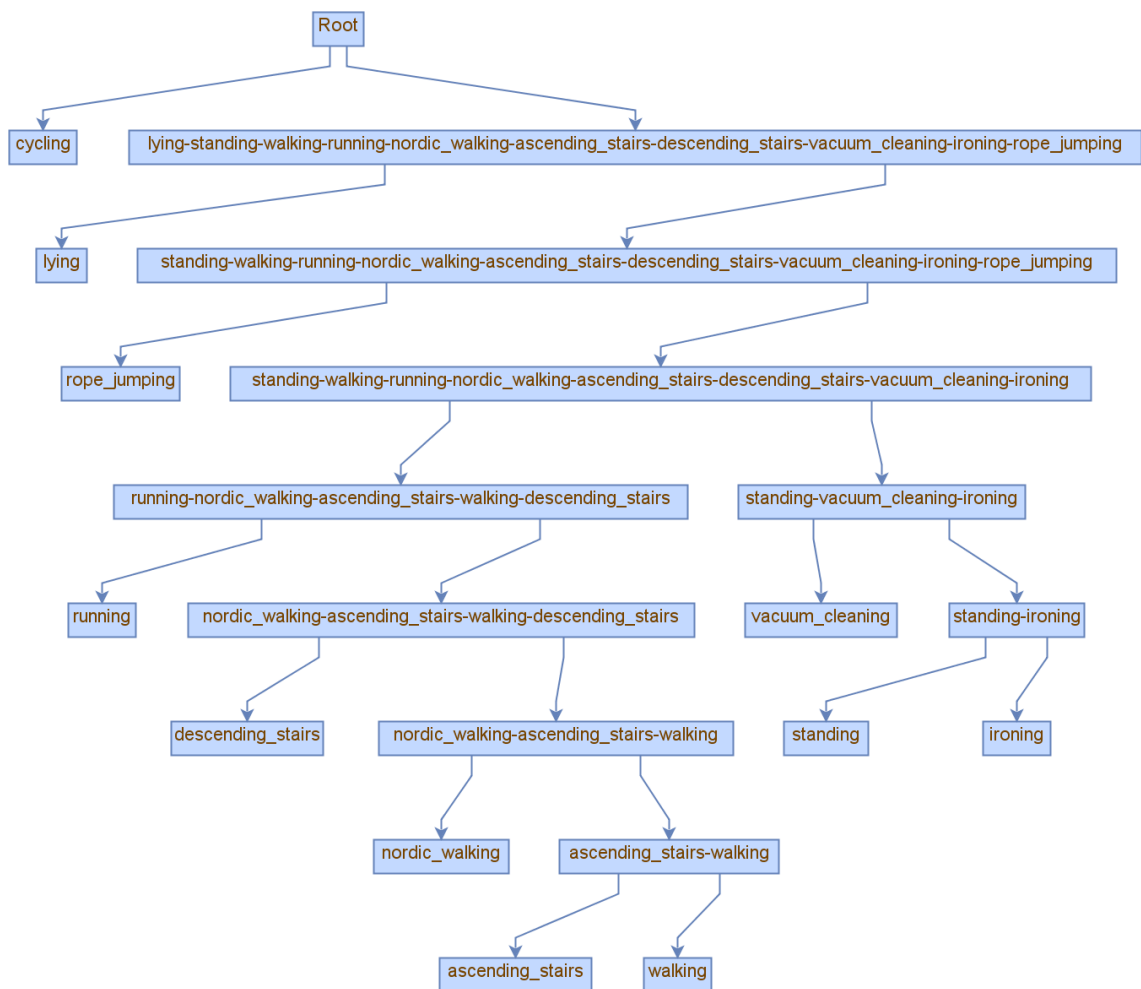 Root
cycling
lying-standing-walking-running-nordic_walking-ascending_stairs-descending_stairs-vacuum_cleaning-ironing-rope_jumping
lying
standing-walking-running-nordic_walking-ascending_stairs-descending_stairs-vacuum_cleaning-ironing-rope_jumping
rope_jumping
standing-walking-running-nordic_walking-ascending_stairs-descending_stairs-vacuum_cleaning-ironing
running-nordic_walking-ascending_stairs-walking-descending_stairs
standing-vacuum_cleaning-ironing
running
nordic_walking-ascending_stairs-walking-descending_stairs
vacuum_cleaning
standing-ironing
descending_stairs
nordic_walking-ascending_stairs-walking
standing
ironing
nordic_walking
ascending_stairs-walking
ascending_stairs
walking